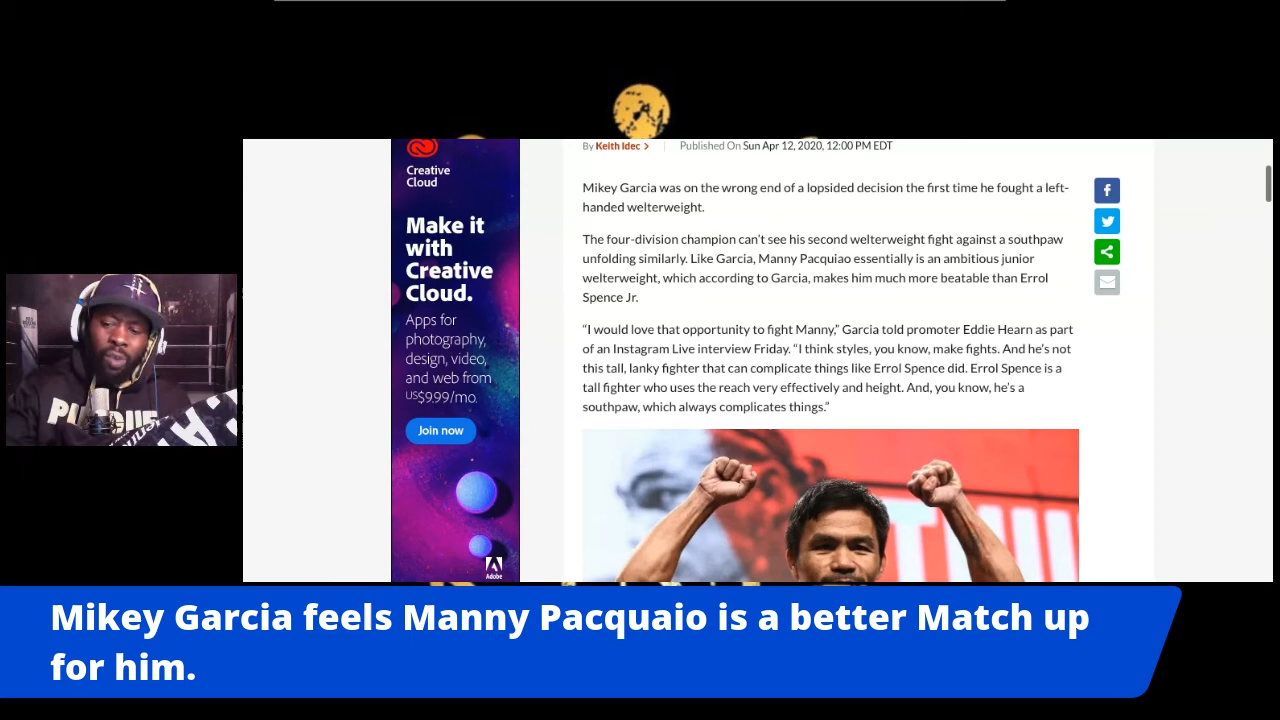 By Keith Idec
Published On Sun Apr 12, 2020, 12:00 PM EDT
Creative
Cloud
Make it
with
Creative
Cloud.
Apps for
photography,
design, video,
and web from
US$9.99/mo.
Join now
Adobe
Mikey Garcia was on the wrong end of a lopsided decision the first time he fought a left-
handed welterweight.
The four-division champion can’t see his second welterweight fight against a southpaw
unfolding similarly. Like Garcia, Manny Pacquiao essentially is an ambitious junior
welterweight, which according to Garcia, makes him much more beatable than Errol
Spence Jr.
“I would love that opportunity to fight Manny,” Garcia told promoter Eddie Hearn as part
of an Instagram Live interview Friday. “I think styles, you know, make fights. And he’s not
this tall, lanky fighter that can complicate things like Errol Spence did. Errol Spence is a
tall fighter who uses the reach very effectively and height. And, you know, he’s a
southpaw, which always complicates things.”
Mikey Garcia feels Manny Pacquaio is a better Match up
for him.